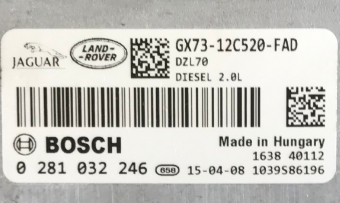 JAGUAR
LAND-
ROVER
GX73-12C520-FAD
DZL70
DIESEL 2.0L
BOSCH
Made in Hungary
1638 40112
0 281 032 246 858 15-04-08 1039S86196